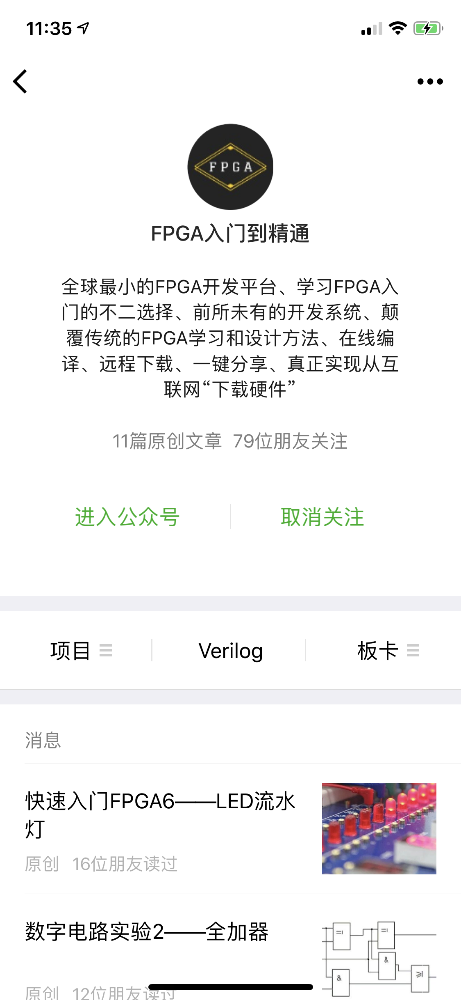 11:35
FPGA
FPGA入门到精通
全球最小的FPGA开发平台、学习FPGA入
门的不二选择、前所未有的开发系统、颠
覆传统的FPGA学习和设计方法、在线编
译、远程下载、一键分享、真正实现从互
联网“下载硬件”
11篇原创文章 79位朋友关注
进入公众号 取消关注
项目 Verilog 板卡
消息
快速入门FPGA6——LED流水
灯
原创 16位朋友读过
数字电路实验2——全加器
=1 =1
&
& ≥1
原创 12位朋友读过